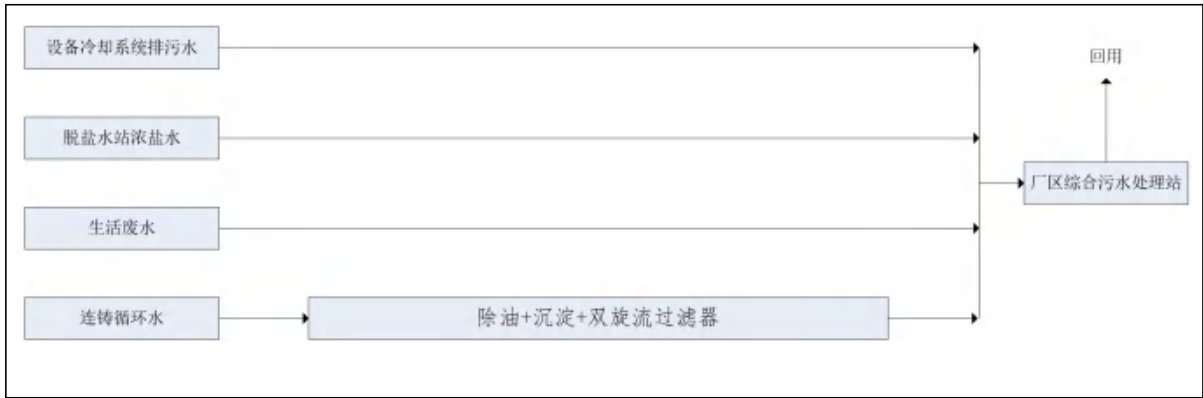 设备冷却系统排污水
回用
脱盐水站浓盐水
厂区综合污水处理站
生活废水
连铸循环水
除油+沉淀+双旋流过滤器